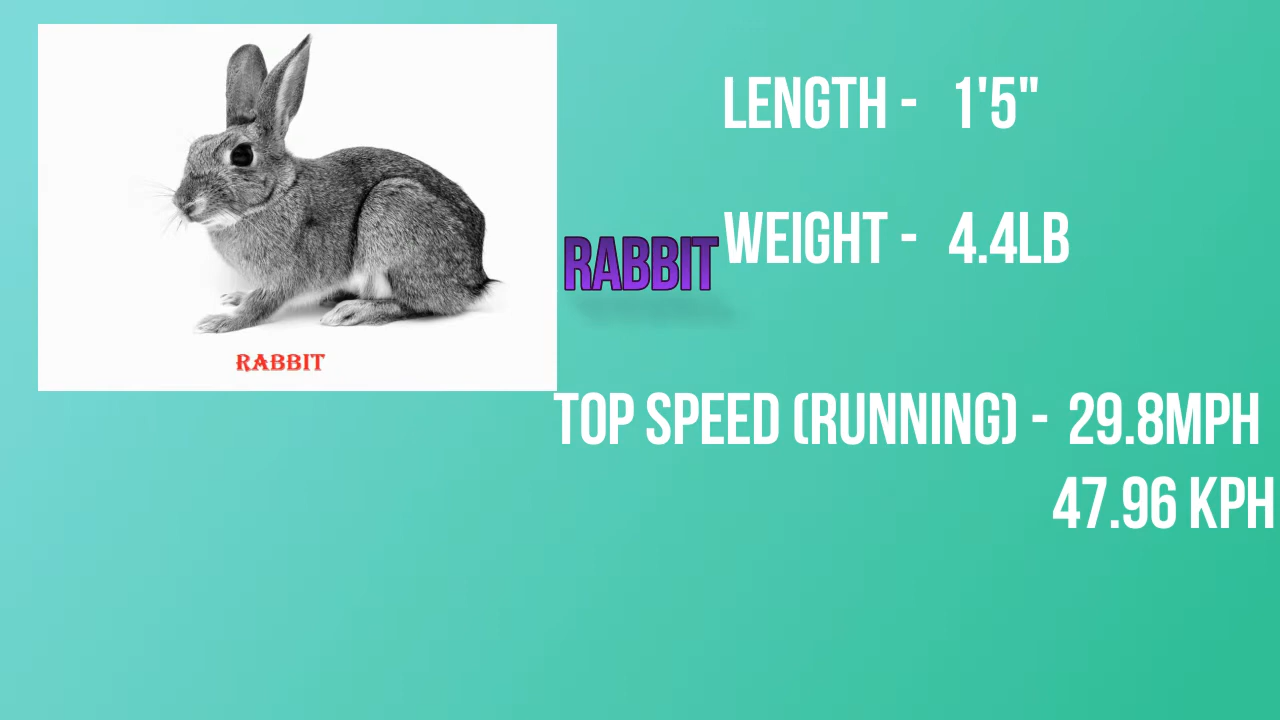 LENGTH - 1'5"
WEIGHT - 4.4LB
RABBIT
RABBIT
TOP SPEED (RUNNING) - 29.8MPH
47.96 KPH